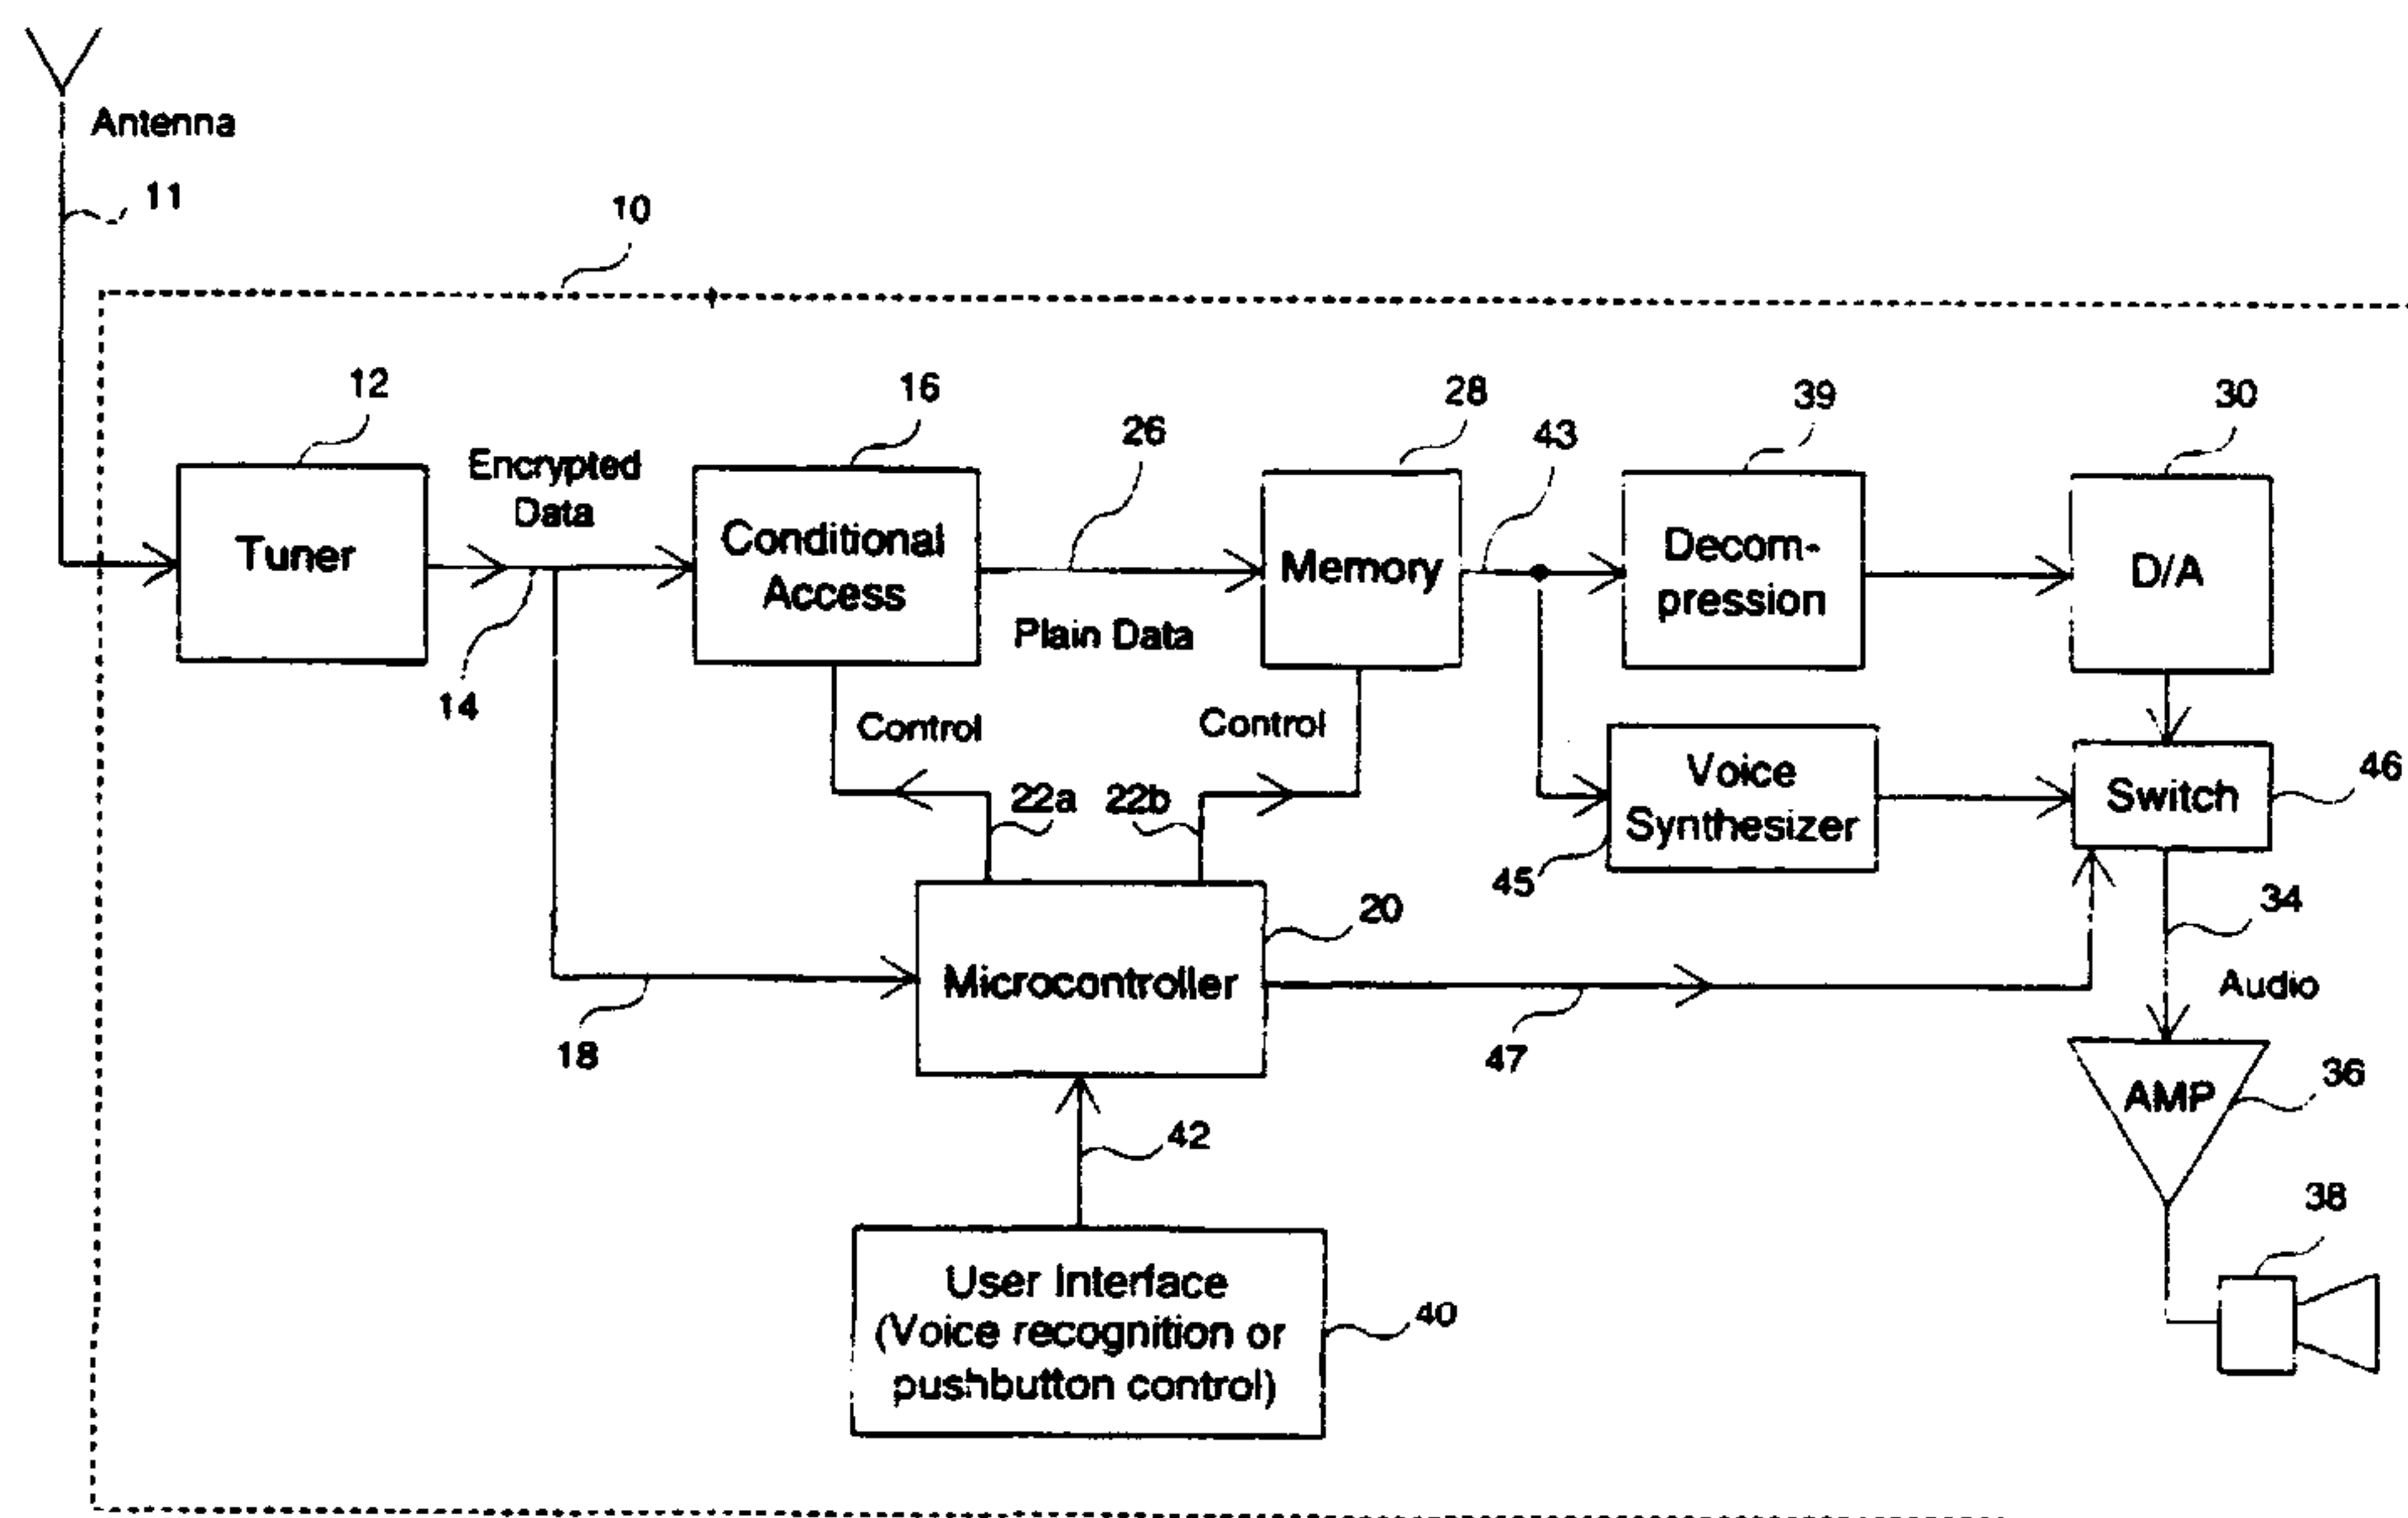 Antenna
11
10
12
16
28
39
30
26
43
Encrypted
Data
Tuner
Conditional
Access
Memory
Decom-
pression
D/A
Plain Data
14
Control
Control
22a
22b
Voice
Synthesizer
45
Switch
46
20
34
Microcontroller
Audio
18
47
AMP
36
42
38
User Interface
(Voice recognition or
pushbutton control)
40